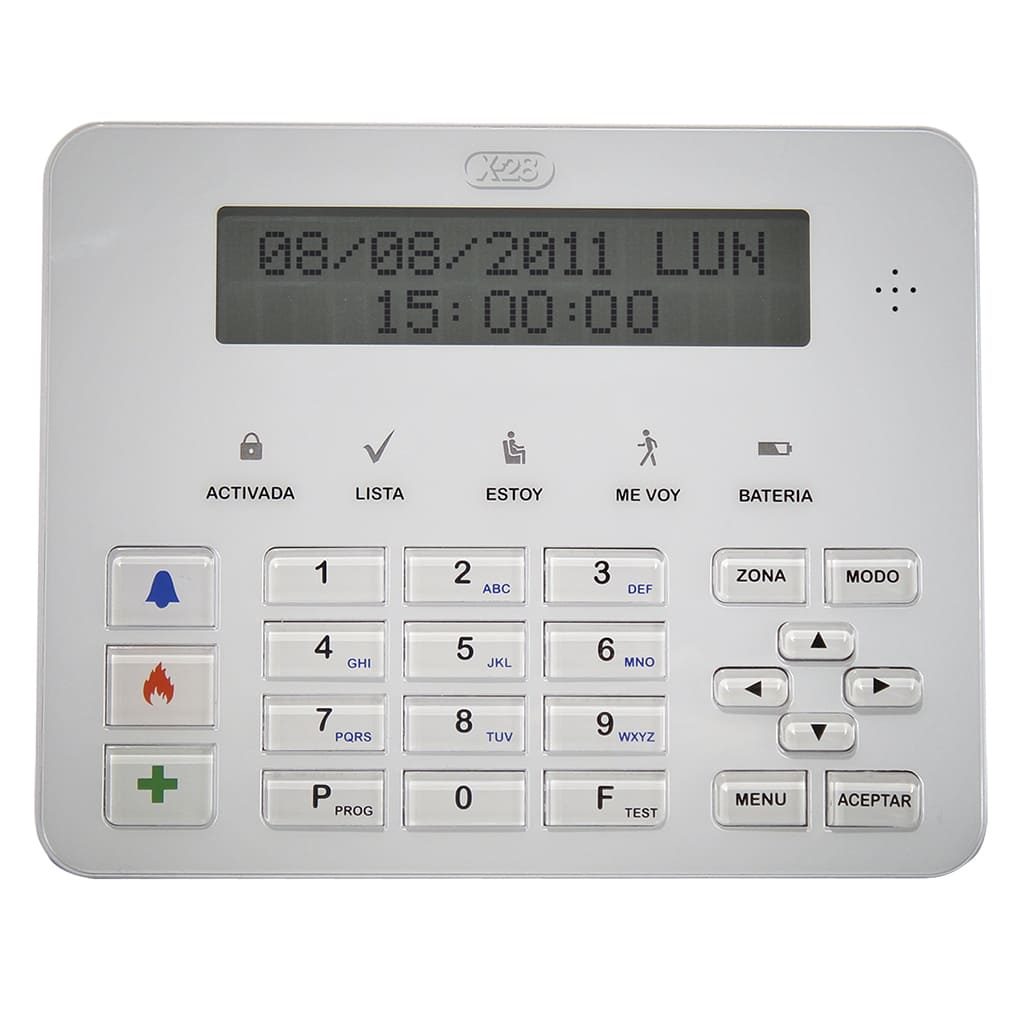 X-28
08/08/2011 LUN
15:00:00
ACTIVADA LISTA ESTOY ME VOY BATERIA
1 2 ABC 3 DEF ZONA MODO
4 GHI 5 JKL 6 MNO
7 PQRS 8 TUV 9 WXYZ
P PROG 0 F TEST MENU ACEPTAR